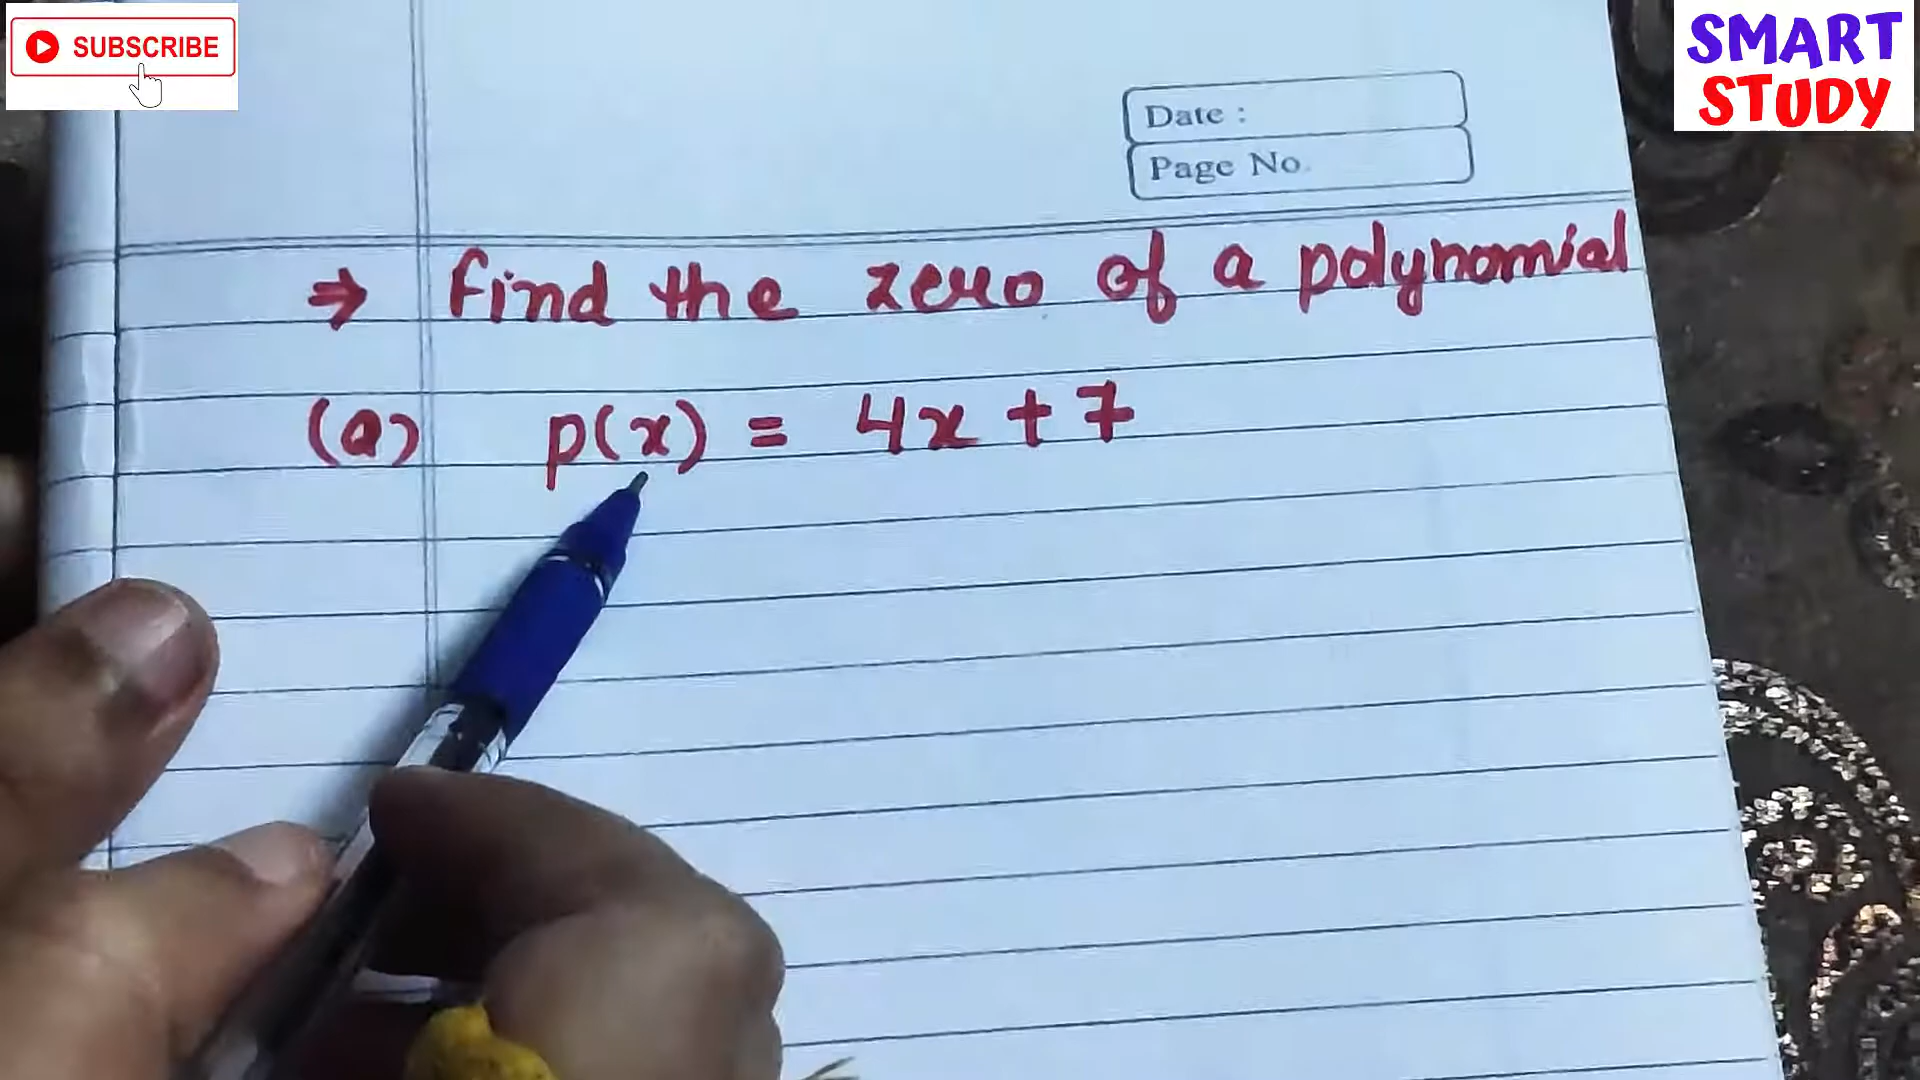 SUBSCRIBE
SMART
STUDY
Date :
Page No.
⇒ find the zero of a polynomial
(a) p(x) = 4x + 7